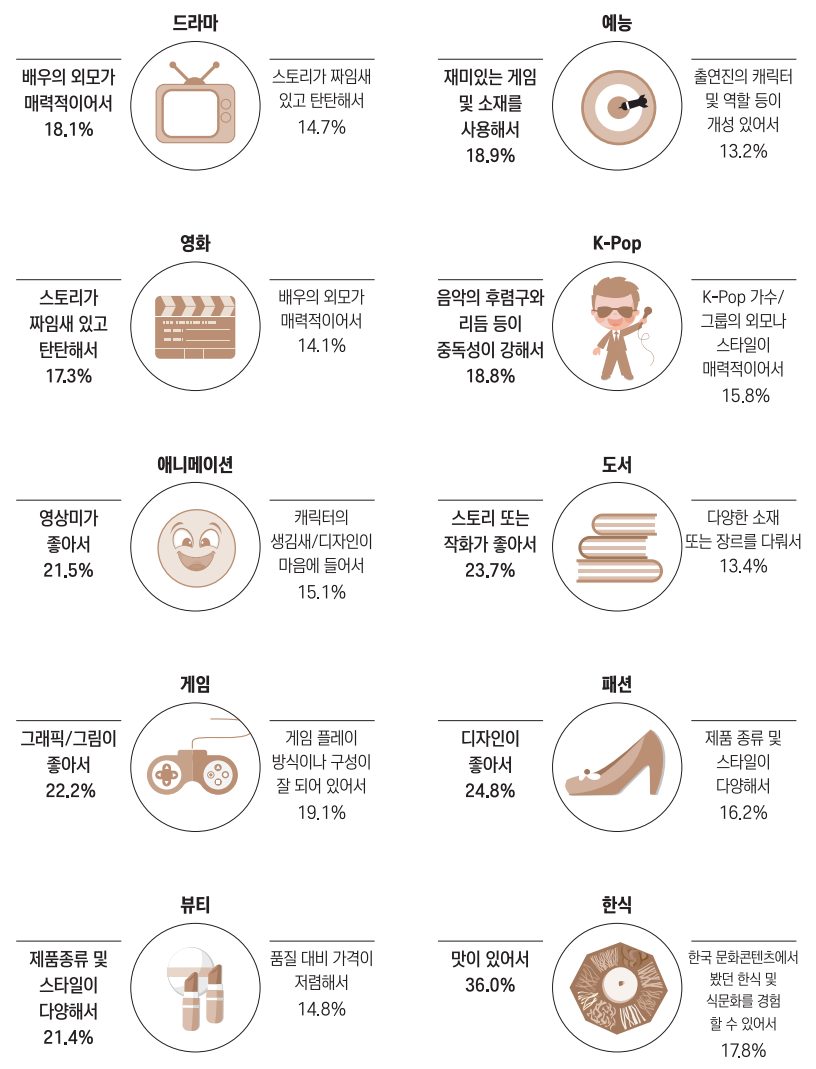 드라마
배우의 외모가
매력적이어서
18.1%
스토리가 짜임새
있고 탄탄해서
14.7%
예능
재미있는 게임
및 소재를
사용해서
18.9%
출연진의 캐릭터
및 역할 등이
개성 있어서
13.2%
영화
스토리가
짜임새 있고
탄탄해서
17.3%
배우의 외모가
매력적이어서
14.1%
K-Pop
음악의 후렴구와
리듬 등이
중독성이 강해서
18.8%
K-Pop 가수/
그룹의 외모나
스타일이
매력적이어서
15.8%
애니메이션
영상미가
좋아서
21.5%
캐릭터의
생김새/디자인이
마음에 들어서
15.1%
도서
스토리 또는
작화가 좋아서
23.7%
다양한 소재
또는 장르를 다뤄서
13.4%
게임
그래픽/그림이
좋아서
22.2%
게임 플레이
방식이나 구성이
잘 되어 있어서
19.1%
패션
디자인이
좋아서
24.8%
제품 종류 및
스타일이
다양해서
16.2%
뷰티
제품종류 및
스타일이
다양해서
21.4%
품질 대비 가격이
저렴해서
14.8%
한식
맛이 있어서
36.0%
한국 문화콘텐츠에서
봤던 한식 및
식문화를 경험
할 수 있어서
17.8%